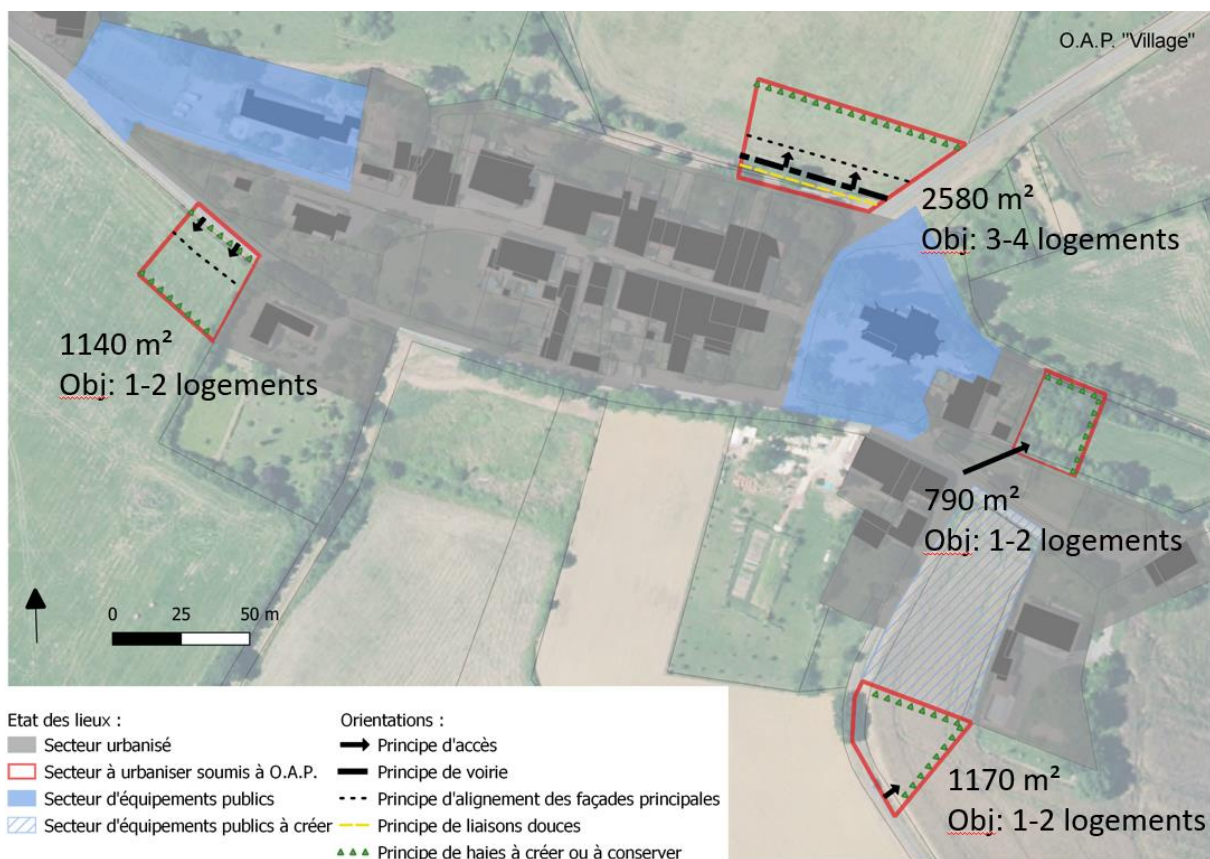 O.A.P. "Village"
2580 m²
Obj: 3-4 logements
1140 m²
Obj: 1-2 logements
790 m²
Obj: 1-2 logements
0 25 50 m
1170 m²
Obj: 1-2 logements
Etat des lieux :
Secteur urbanisé
Secteur à urbaniser soumis à O.A.P.
Secteur d'équipements publics
Secteur d'équipements publics à créer
Orientations :
Principe d'accès
Principe de voirie
Principe d'alignement des façades principales
Principe de liaisons douces
Principe de haies à créer ou à conserver